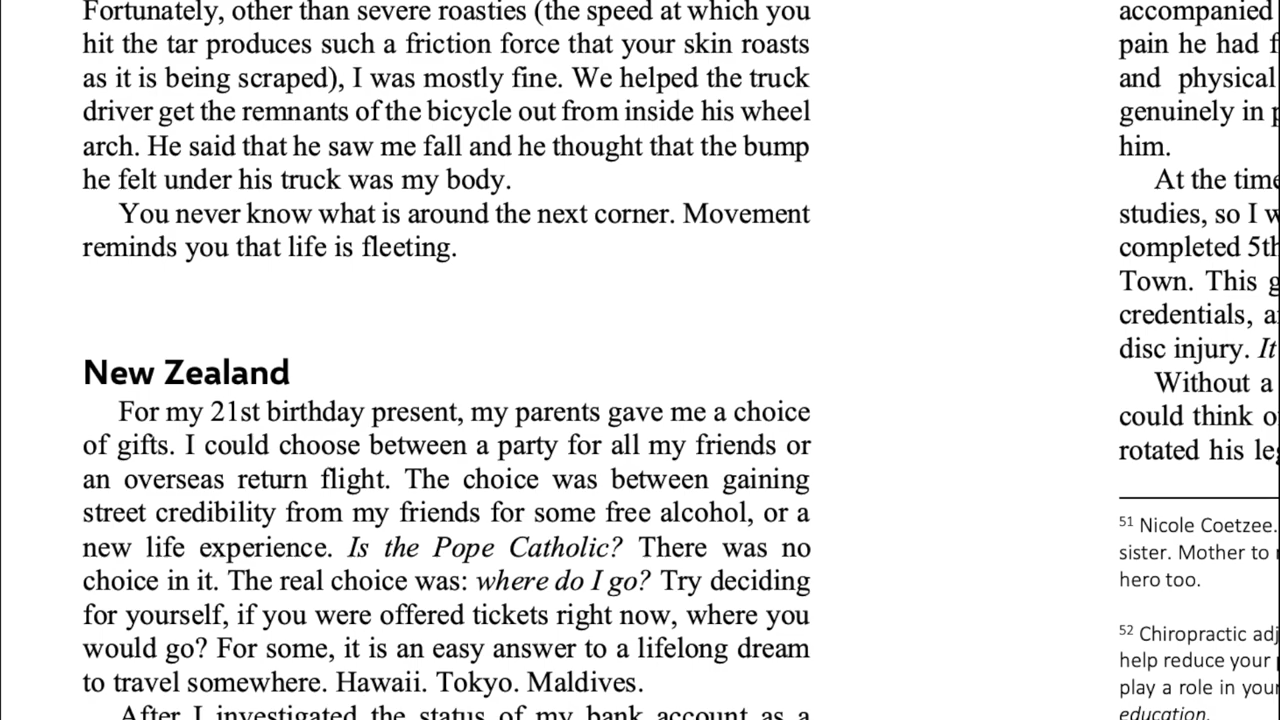 Fortunately, other than severe roasties (the speed at which you
hit the tar produces such a friction force that your skin roasts
as it is being scraped), I was mostly fine. We helped the truck
driver get the remnants of the bicycle out from inside his wheel
arch. He said that he saw me fall and he thought that the bump
he felt under his truck was my body.
You never know what is around the next corner. Movement
reminds you that life is fleeting.
New Zealand
For my 21st birthday present, my parents gave me a choice
of gifts. I could choose between a party for all my friends or
an overseas return flight. The choice was between gaining
street credibility from my friends for some free alcohol, or a
new life experience. Is the Pope Catholic? There was no
choice in it. The real choice was: where do I go? Try deciding
for yourself, if you were offered tickets right now, where you
would go? For some, it is an easy answer to a lifelong dream
to travel somewhere. Hawaii. Tokyo. Maldives.
After I investigated the status of my bank account as a
accompanied
pain he had
and physical
genuinely in
him.
At the time
studies, so I
completed 5th
Town. This
credentials,
disc injury. It
Without a
could think
rotated his
51 Nicole Coetzee.
sister. Mother to
hero too.
52 Chiropractic
help reduce your
play a role in your
education.